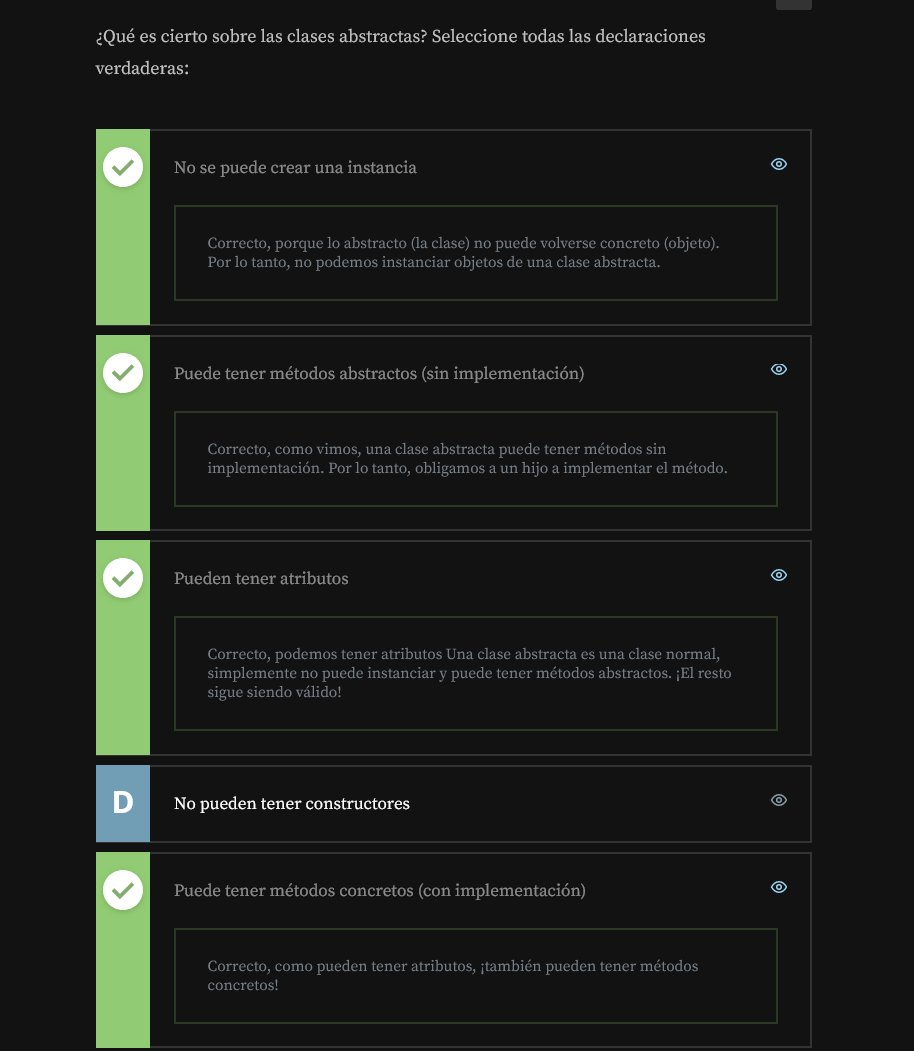 ¿Qué es cierto sobre las clases abstractas? Seleccione todas las declaraciones
verdaderas:
No se puede crear una instancia
Correcto, porque lo abstracto (la clase) no puede volverse concreto (objeto).
Por lo tanto, no podemos instanciar objetos de una clase abstracta.
Puede tener métodos abstractos (sin implementación)
Correcto, como vimos, una clase abstracta puede tener métodos sin
implementación. Por lo tanto, obligamos a un hijo a implementar el método.
Pueden tener atributos
Correcto, podemos tener atributos Una clase abstracta es una clase normal,
simplemente no puede instanciar y puede tener métodos abstractos. ¡El resto
sigue siendo válido!
D
No pueden tener constructores
Puede tener métodos concretos (con implementación)
Correcto, como pueden tener atributos, ¡también pueden tener métodos
concretos!